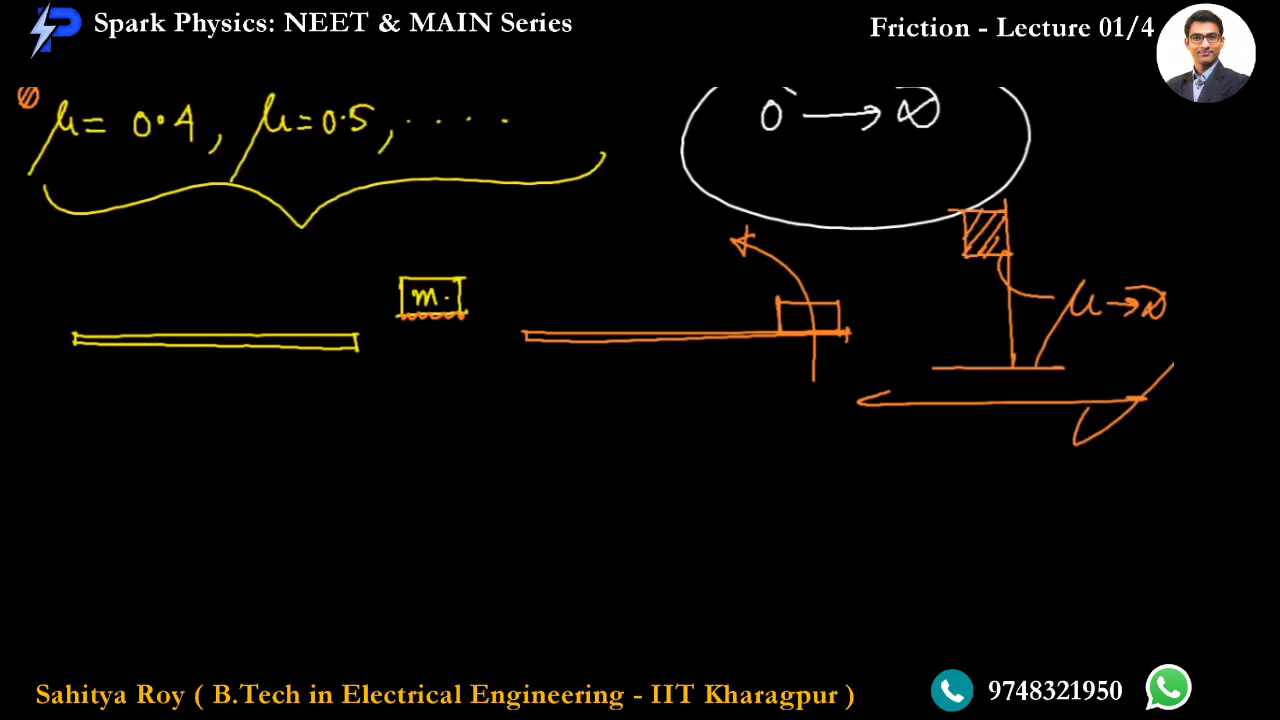 Spark Physics: NEET & MAIN Series
Friction - Lecture 01/4
μ = 0.4, μ = 0.5, . . . .
0 → ∞
m
μ → ∞
Sahitya Roy ( B.Tech in Electrical Engineering - IIT Kharagpur )
9748321950